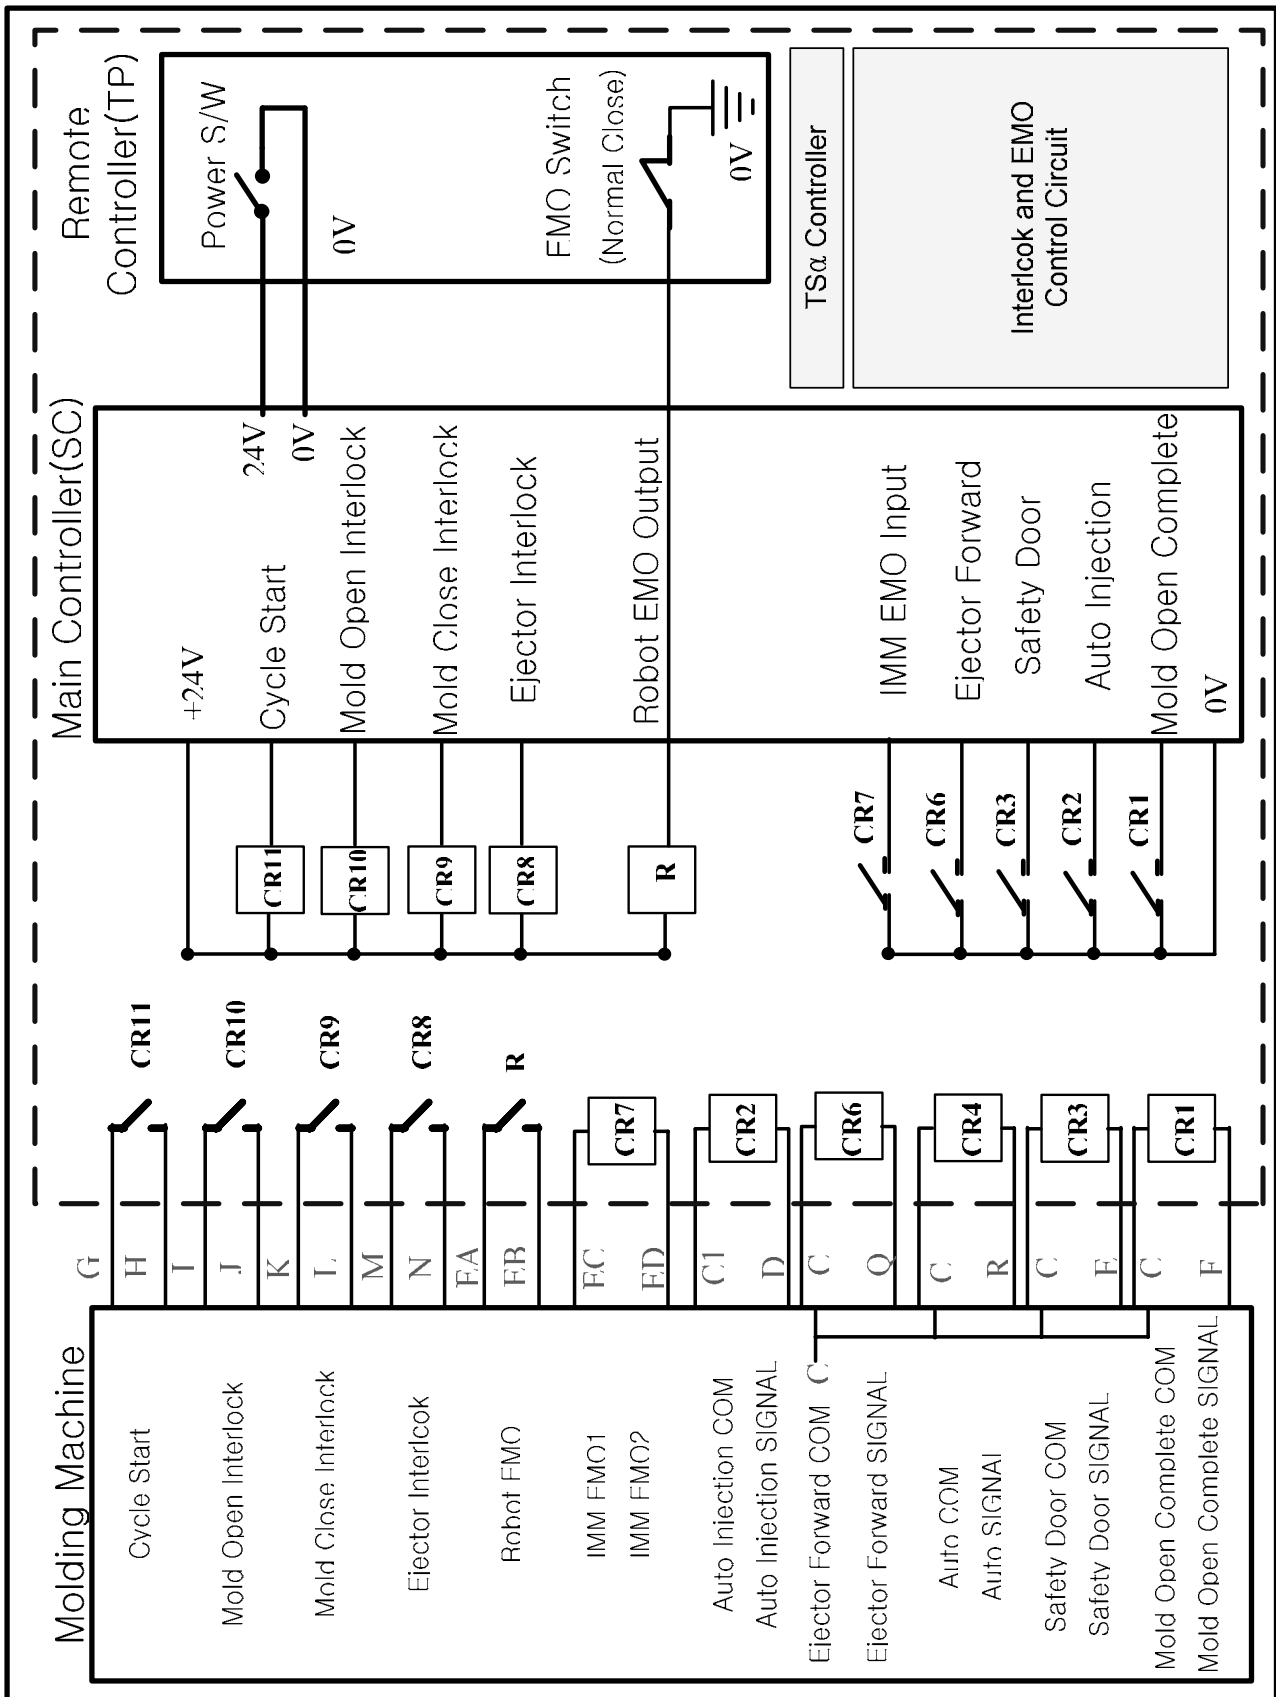 Molding Machine
Cycle Start
Mold Open Interlock
Mold Close Interlock
Ejector Interlcok
Robot EMO
IMM EMO1
IMM EMO2
Auto Injection COM
Auto Injection SIGNAL
Ejector Forward COM C
Ejector Forward SIGNAL
Auto COM
Auto SIGNAL
Safety Door COM
Safety Door SIGNAL
Mold Open Complete COM
Mold Open Complete SIGNAL
G
H
I
J
K
L
M
N
EA
EB
EC
ED
C1
D
C
Q
C
R
C
E
C
F
CR11
CR10
CR9
CR8
R
CR7
CR2
CR6
CR4
CR3
CR1
CR11
CR10
CR9
CR8
R
CR7
CR6
CR3
CR2
CR1
Main Controller(SC)
+24V
Cycle Start
Mold Open Interlock
Mold Close Interlock
Ejector Interlock
Robot EMO Output
IMM EMO Input
Ejector Forward
Safety Door
Auto Injection
Mold Open Complete
0V
24V
0V
Remote
Controller(TP)
Power S/W
0V
EMO Switch
(Normal Close)
0V
TSα Controller
Interlcok and EMO
Control Circuit